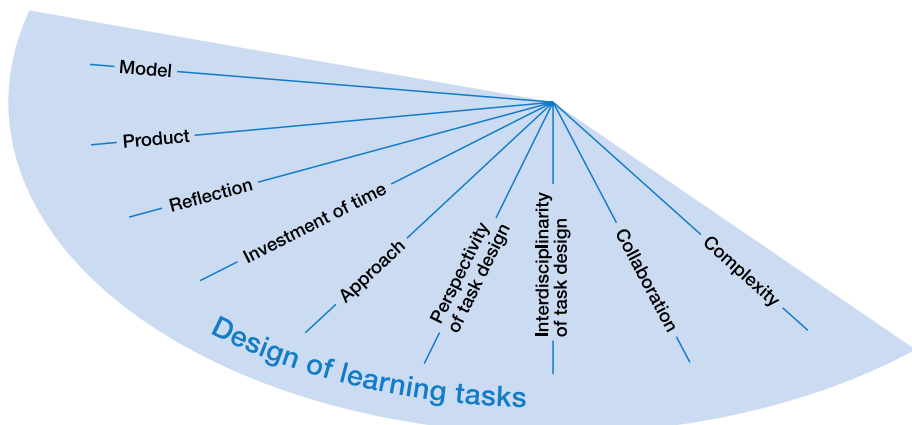 Model
Product
Reflection
Investment of time
Approach
Perspectivity
of task design
Interdisciplinarity
of task design
Collaboration
Complexity
Design of learning tasks